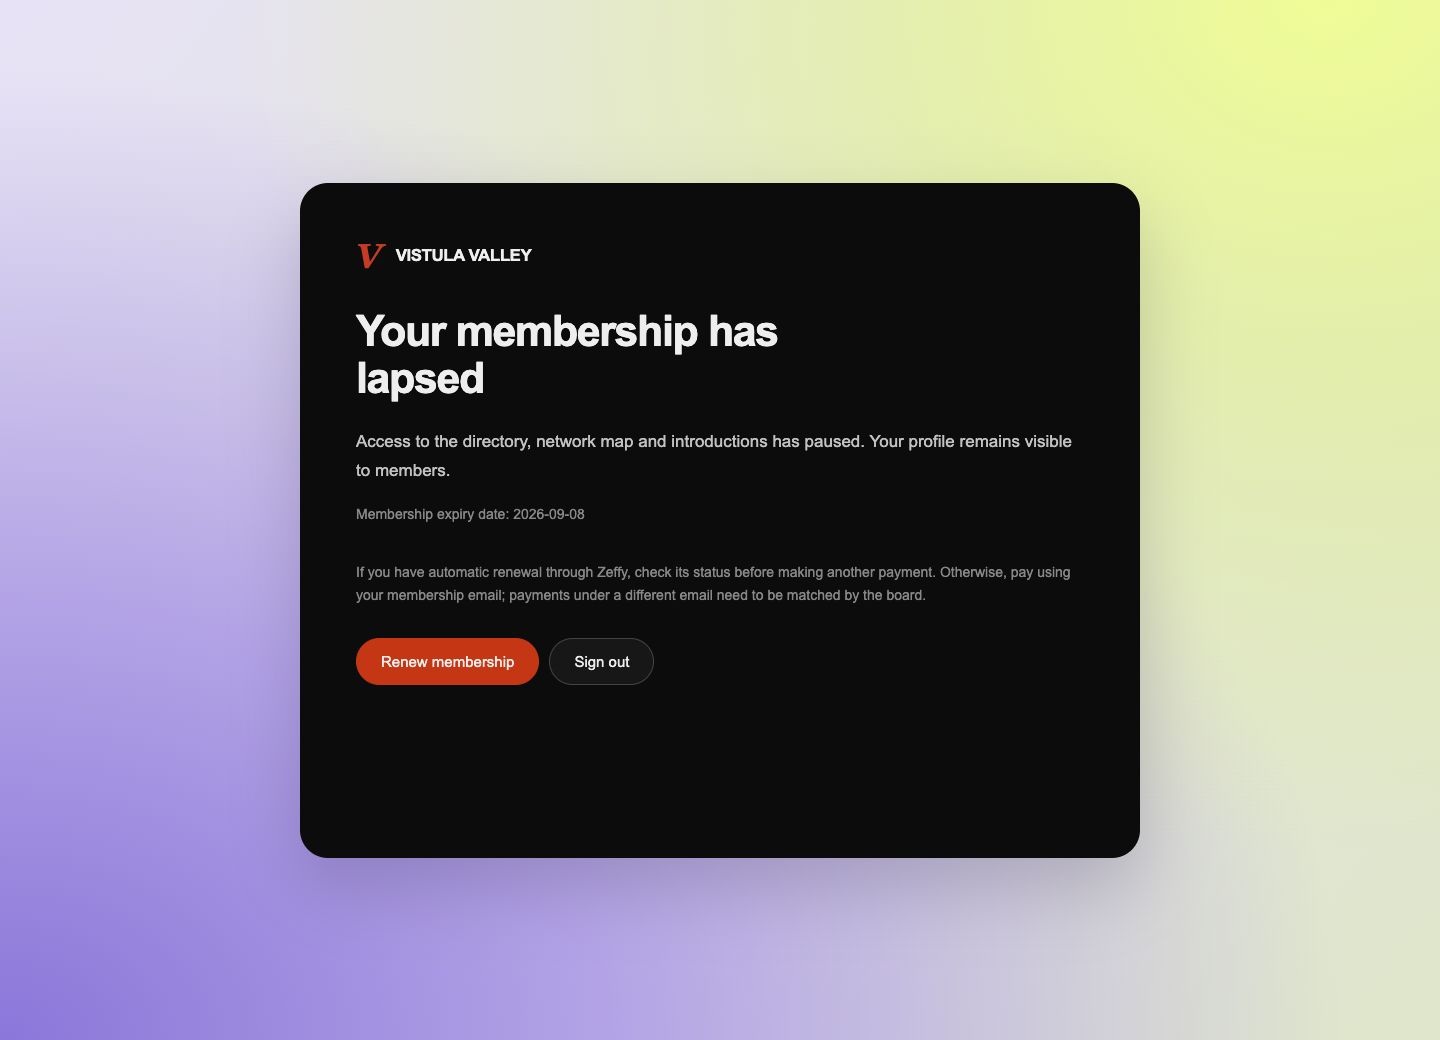 V VISTULA VALLEY
Your membership has
lapsed
Access to the directory, network map and introductions has paused. Your profile remains visible
to members.
Membership expiry date: 2026-09-08
If you have automatic renewal through Zeffy, check its status before making another payment. Otherwise, pay using
your membership email; payments under a different email need to be matched by the board.
Renew membership Sign out